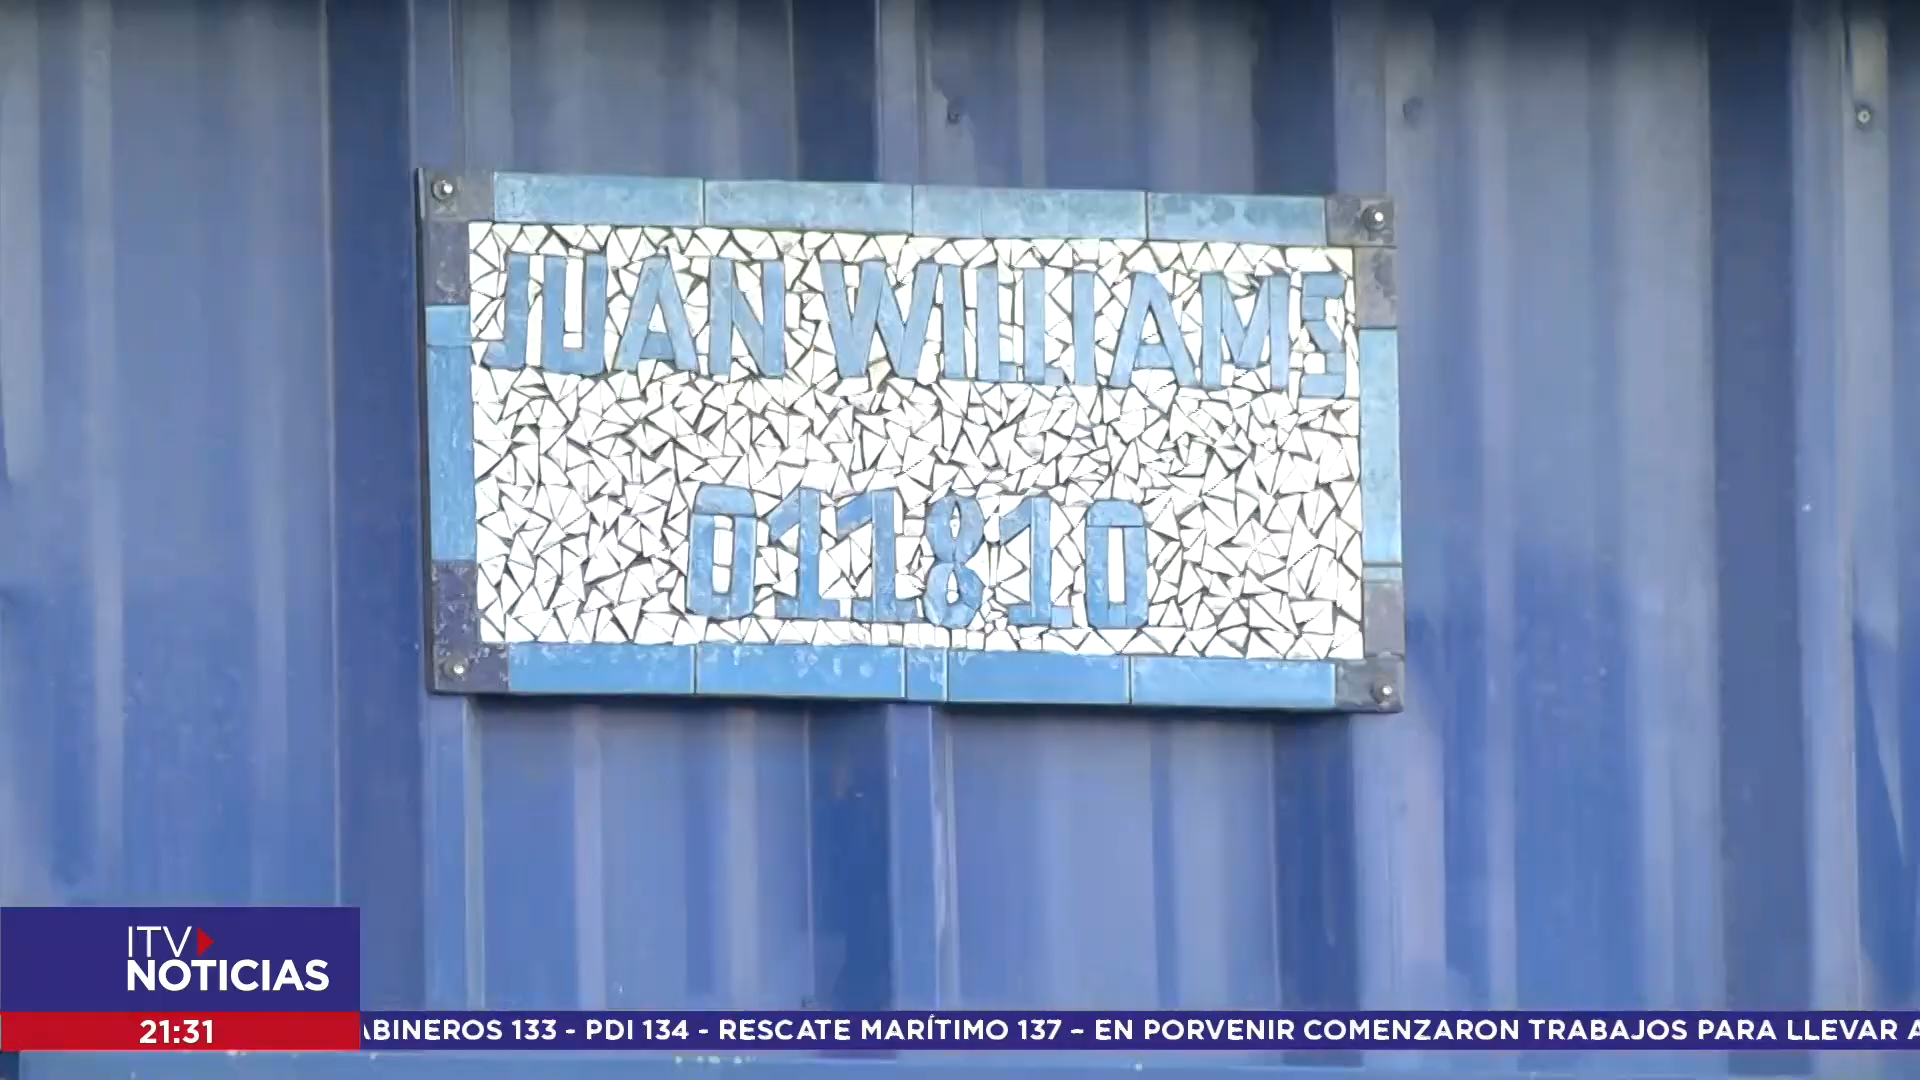 JUAN WILLIAMS
011810
ITV
NOTICIAS
21:31
ABINEROS 133 - PDI 134 - RESCATE MARÍTIMO 137 – EN PORVENIR COMENZARON TRABAJOS PARA LLEVAR A